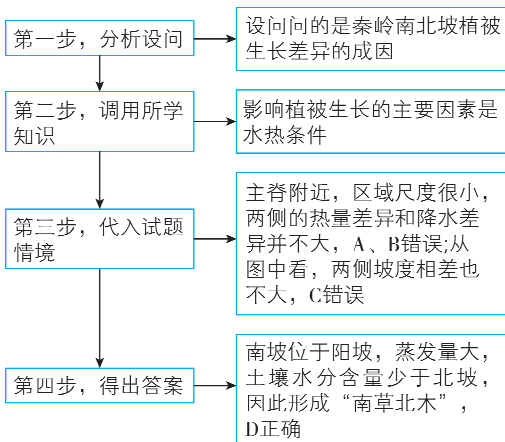 第一步，分析设问
设问问的是秦岭南北坡植被
生长差异的成因
第二步，调用所学
知识
影响植被生长的主要因素是
水热条件
第三步，代入试题
情境
主脊附近，区域尺度很小，
两侧的热量差异和降水差
异并不大，A、B错误;从
图中看，两侧坡度相差也
不大，C错误
第四步，得出答案
南坡位于阳坡，蒸发量大，
土壤水分含量少于北坡，
因此形成“南草北木”，
D正确